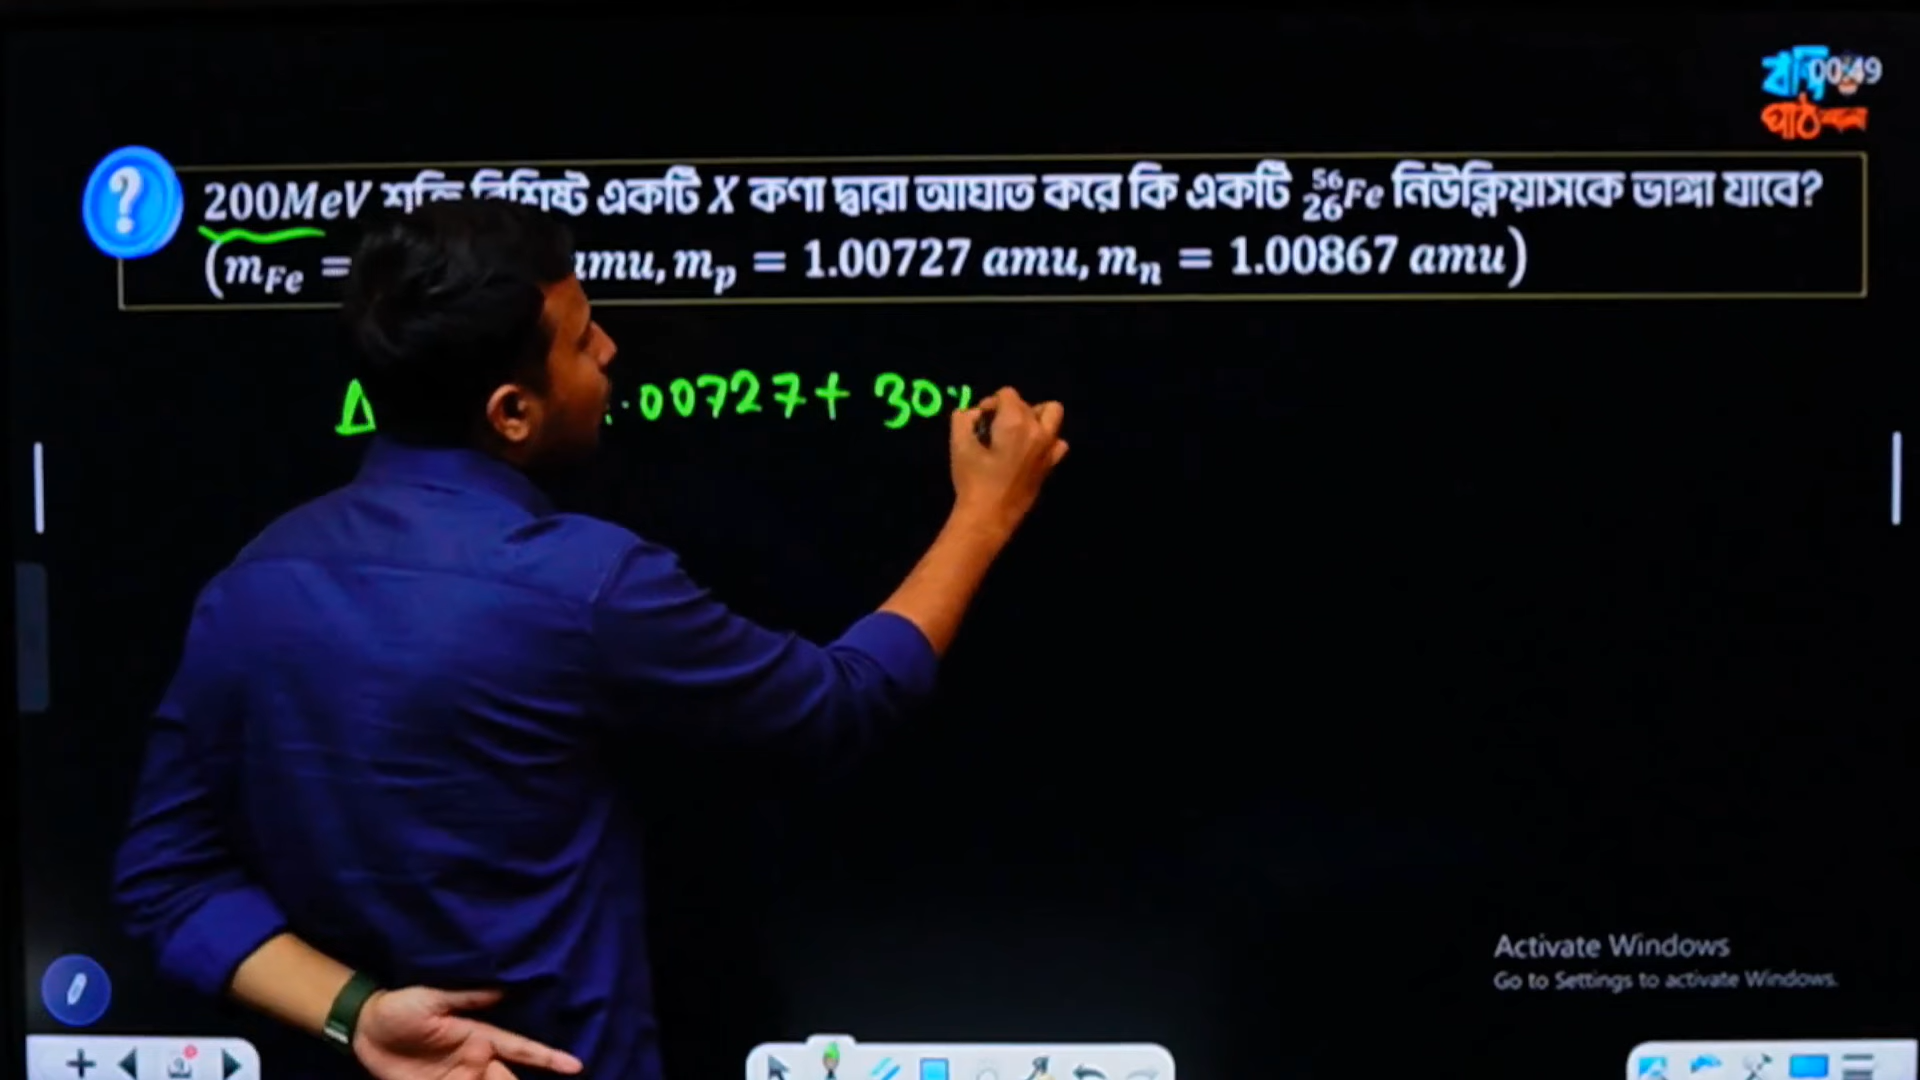 00:49
200MeV শক্তি বিশিষ্ট একটি X কণা দ্বারা আঘাত করে কি একটি ⁵⁶₂₆Fe নিউক্লিয়াসকে ভাঙ্গা যাবে?
(m_Fe = amu, m_p = 1.00727 amu, m_n = 1.00867 amu)
Δ .00727 + 30×
Activate Windows
Go to Settings to activate Windows.